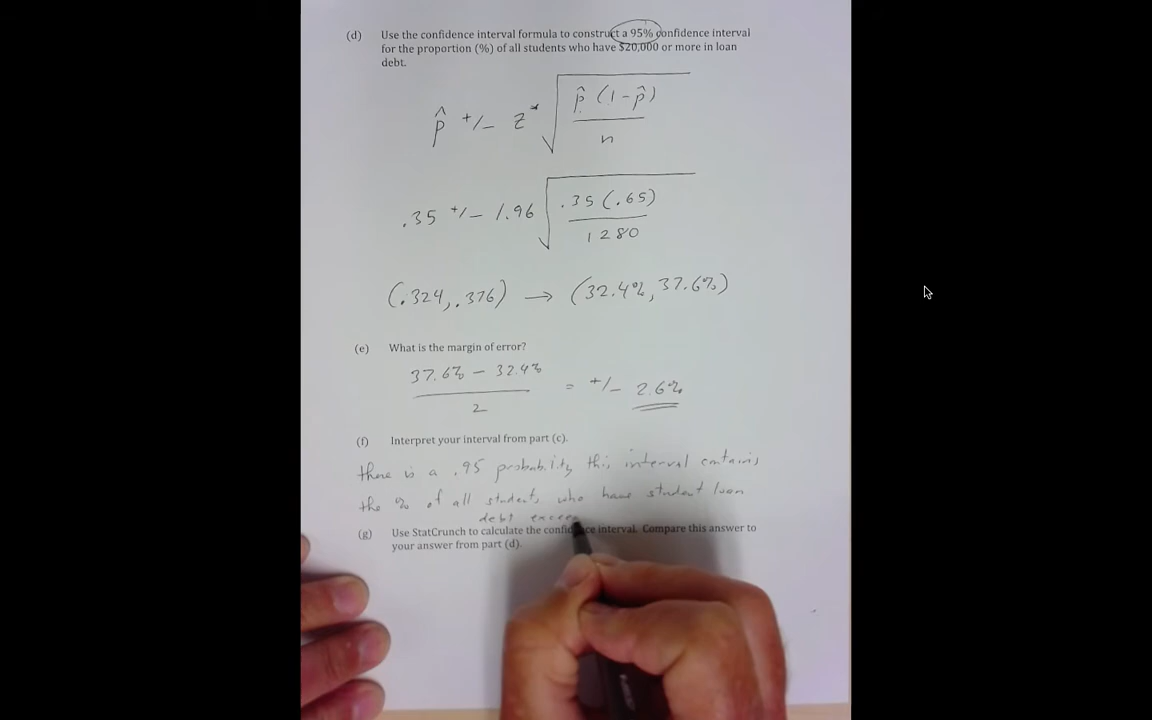 (d) Use the confidence interval formula to construct a 95% confidence interval
for the proportion (%) of all students who have $20,000 or more in loan
debt.
p̂ +/- z* √ p̂ (1-p̂)
n
.35 +/- 1.96 √ .35 (.65)
1280
(.324, .376) → (32.4%, 37.6%)
(e) What is the margin of error?
37.6% - 32.4%
2
= +/- 2.6%
(f) Interpret your interval from part (c).
there is a .95 probability this interval contains
the % of all students who have student loan
debt excee
(g) Use StatCrunch to calculate the confidence interval. Compare this answer to
your answer from part (d).